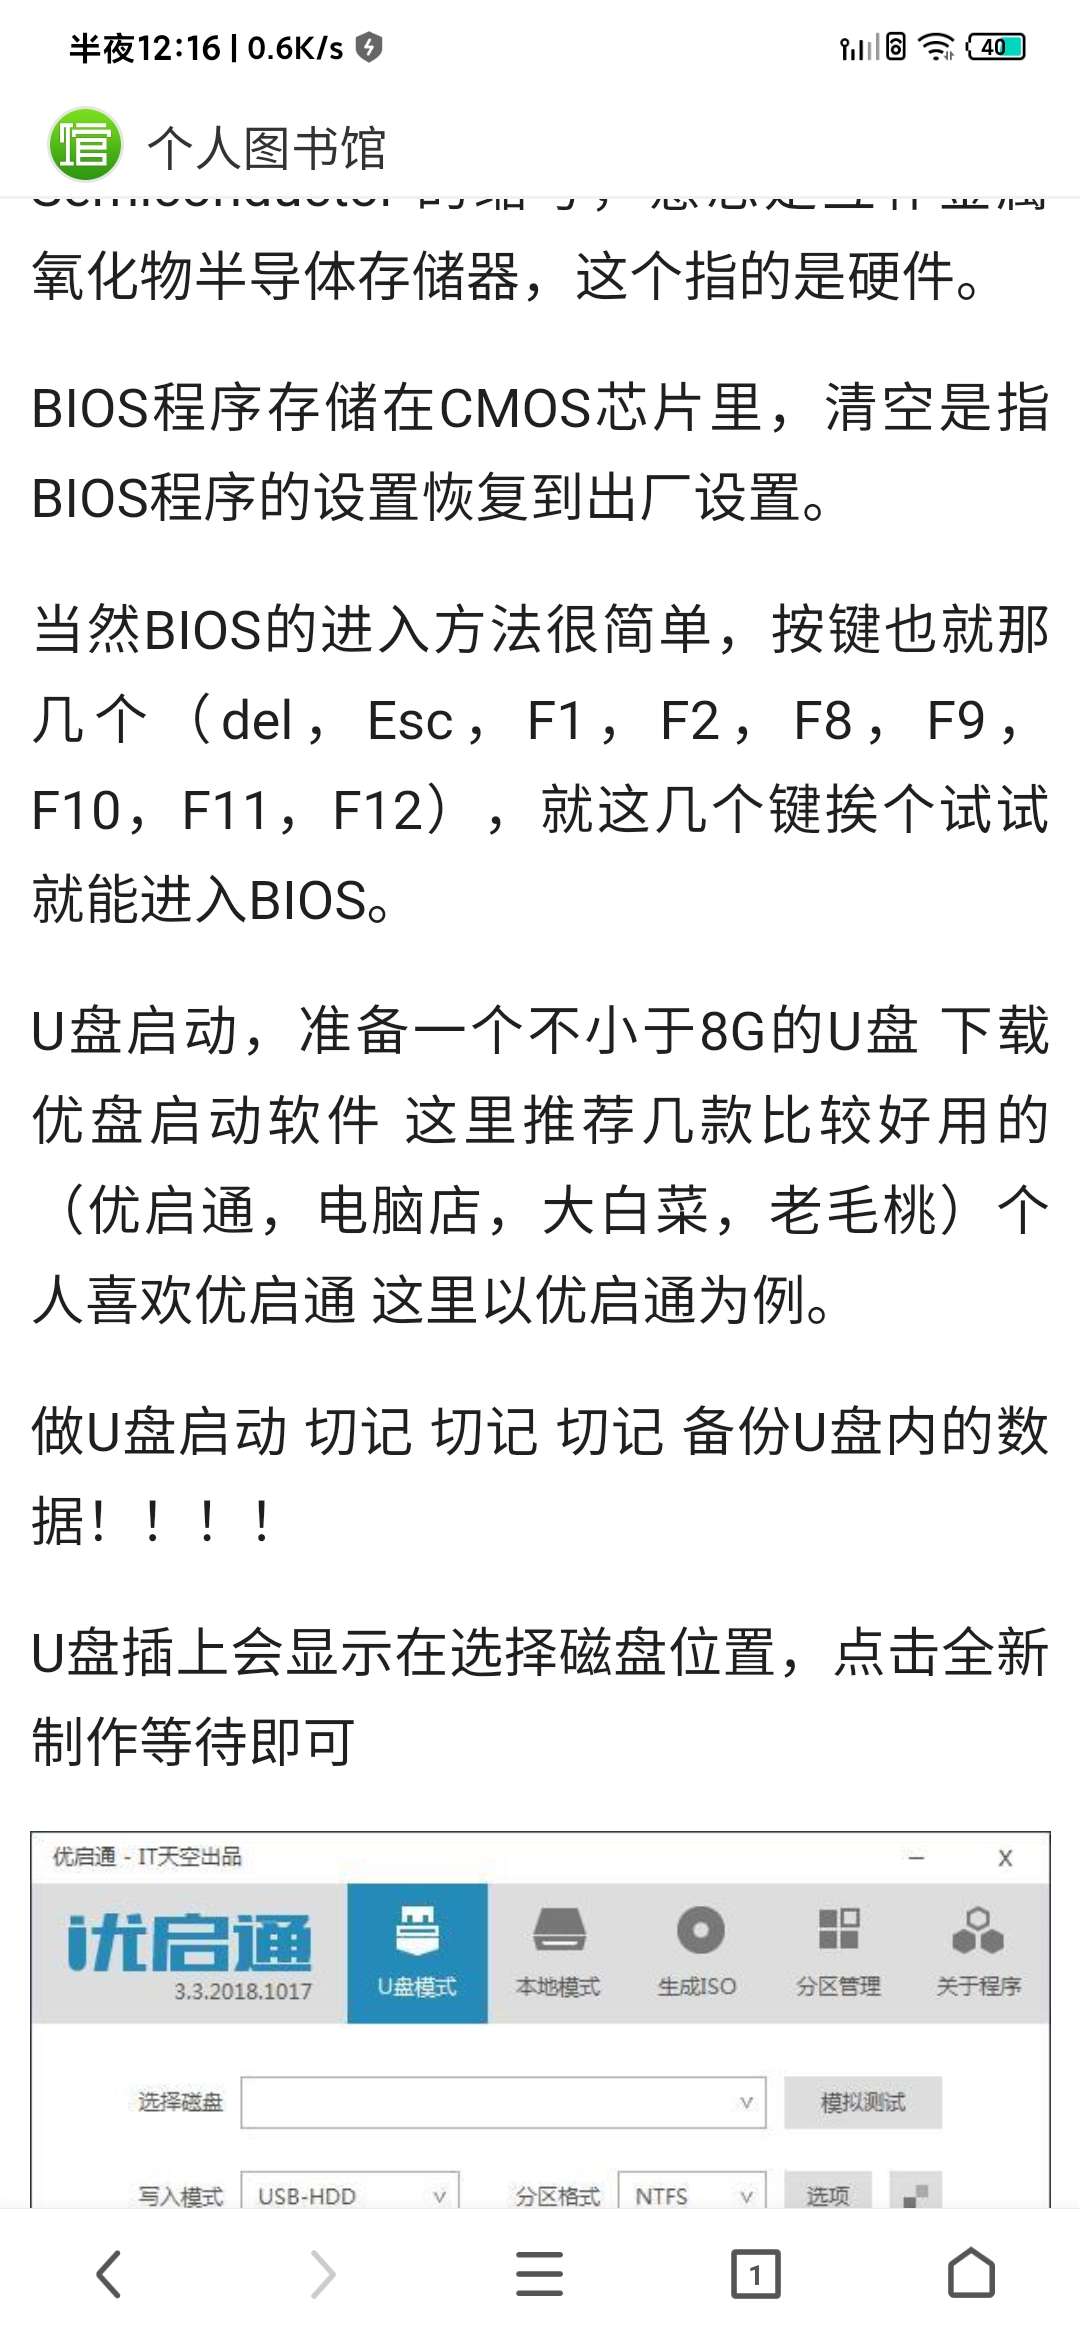 半夜12:16 | 0.6K/s
40
信 个人图书馆
氧化物半导体存储器，这个指的是硬件。
BIOS程序存储在CMOS芯片里，清空是指
BIOS程序的设置恢复到出厂设置。
当然BIOS的进入方法很简单，按键也就那
几个（del，Esc，F1，F2，F8，F9，
F10，F11，F12），就这几个键挨个试试
就能进入BIOS。
U盘启动，准备一个不小于8G的U盘 下载
优盘启动软件 这里推荐几款比较好用的
（优启通，电脑店，大白菜，老毛桃）个
人喜欢优启通 这里以优启通为例。
做U盘启动 切记 切记 切记 备份U盘内的数
据！！！！
U盘插上会显示在选择磁盘位置，点击全新
制作等待即可
优启通 - IT天空出品
优启通
3.3.2018.1017
U盘模式 本地模式 生成ISO 分区管理 关于程序
选择磁盘 模拟测试
写入模式 USB-HDD 分区格式 NTFS 选项
1